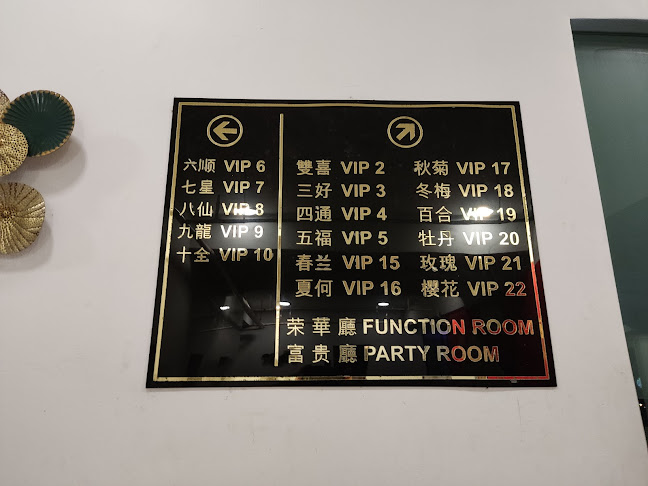 六顺 VIP 6
七星 VIP 7
八仙 VIP 8
九龍 VIP 9
十全 VIP 10
雙喜 VIP 2
三好 VIP 3
四通 VIP 4
五福 VIP 5
春兰 VIP 15
夏何 VIP 16
秋菊 VIP 17
冬梅 VIP 18
百合 VIP 19
牡丹 VIP 20
玫瑰 VIP 21
櫻花 VIP 22
荣華廳 FUNCTION ROOM
富贵廳 PARTY ROOM